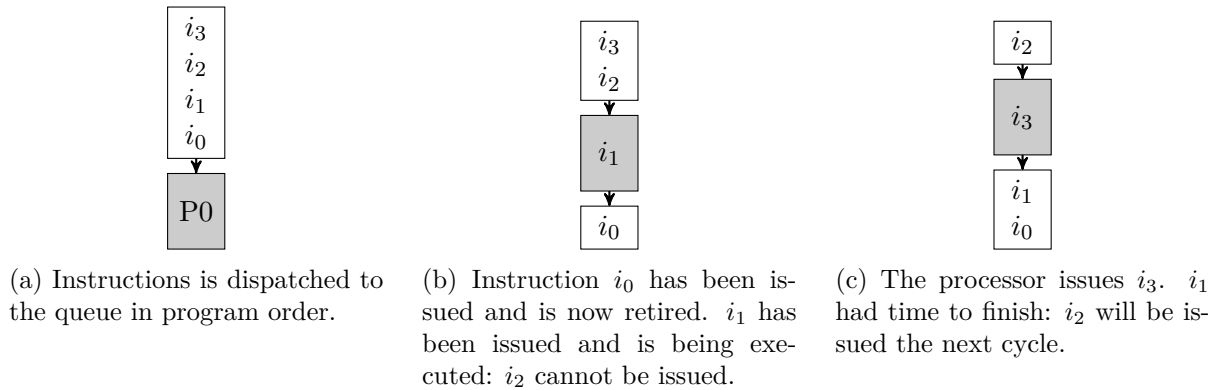 i₃
i₂
i₁
i₀
P0
(a) Instructions is dispatched to
the queue in program order.
i₃
i₂
i₁
i₀
(b) Instruction i₀ has been is-
sued and is now retired. i₁ has
been issued and is being exe-
cuted: i₂ cannot be issued.
i₂
i₃
i₁
i₀
(c) The processor issues i₃. i₁
had time to finish: i₂ will be is-
sued the next cycle.